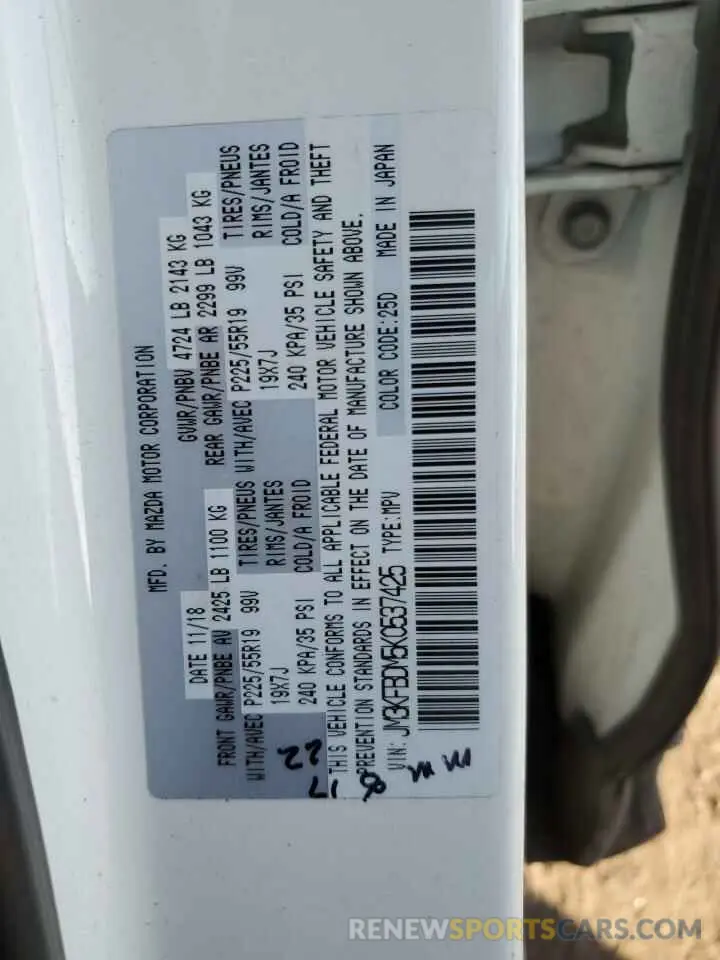 MFD. BY MAZDA MOTOR CORPORATION
DATE 11/18 GVWR/PNBV 4724 LB 2143 KG
FRONT GAWR/PNBE AV 2425 LB 1100 KG REAR GAWR/PNBE AR 2299 LB 1043 KG
WITH/AVEC P225/55R19 99V TIRES/PNEUS WITH/AVEC P225/55R19 99V TIRES/PNEUS
19X7J RIMS/JANTES 19X7J RIMS/JANTES
240 KPA/35 PSI COLD/A FROID 240 KPA/35 PSI COLD/A FROID
THIS VEHICLE CONFORMS TO ALL APPLICABLE FEDERAL MOTOR VEHICLE SAFETY AND THEFT
PREVENTION STANDARDS IN EFFECT ON THE DATE OF MANUFACTURE SHOWN ABOVE.
VIN: JM3KFBDM5K0537425 TYPE:MPV COLOR CODE:25D MADE IN JAPAN
22
17
8
RENEWSPORTSCARS.COM